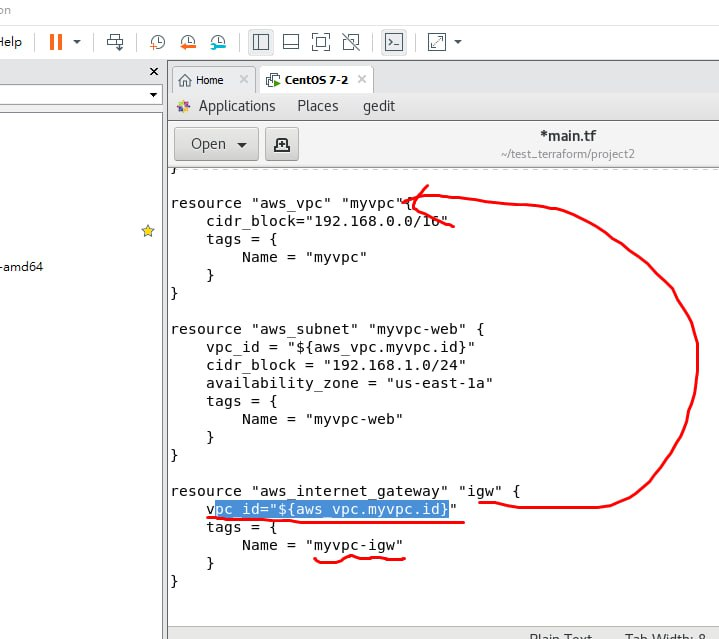 on
Help
Home
CentOS 7-2
Applications Places gedit
Open
*main.tf
~/test_terraform/project2
}
resource "aws_vpc" "myvpc"{
cidr_block="192.168.0.0/16"
tags = {
Name = "myvpc"
}
}
-amd64
resource "aws_subnet" "myvpc-web" {
vpc_id = "${aws_vpc.myvpc.id}"
cidr_block = "192.168.1.0/24"
availability_zone = "us-east-1a"
tags = {
Name = "myvpc-web"
}
}
resource "aws_internet_gateway" "igw" {
vpc_id="${aws_vpc.myvpc.id}"
tags = {
Name = "myvpc-igw"
}
}
Plain Text Tab Width: 8